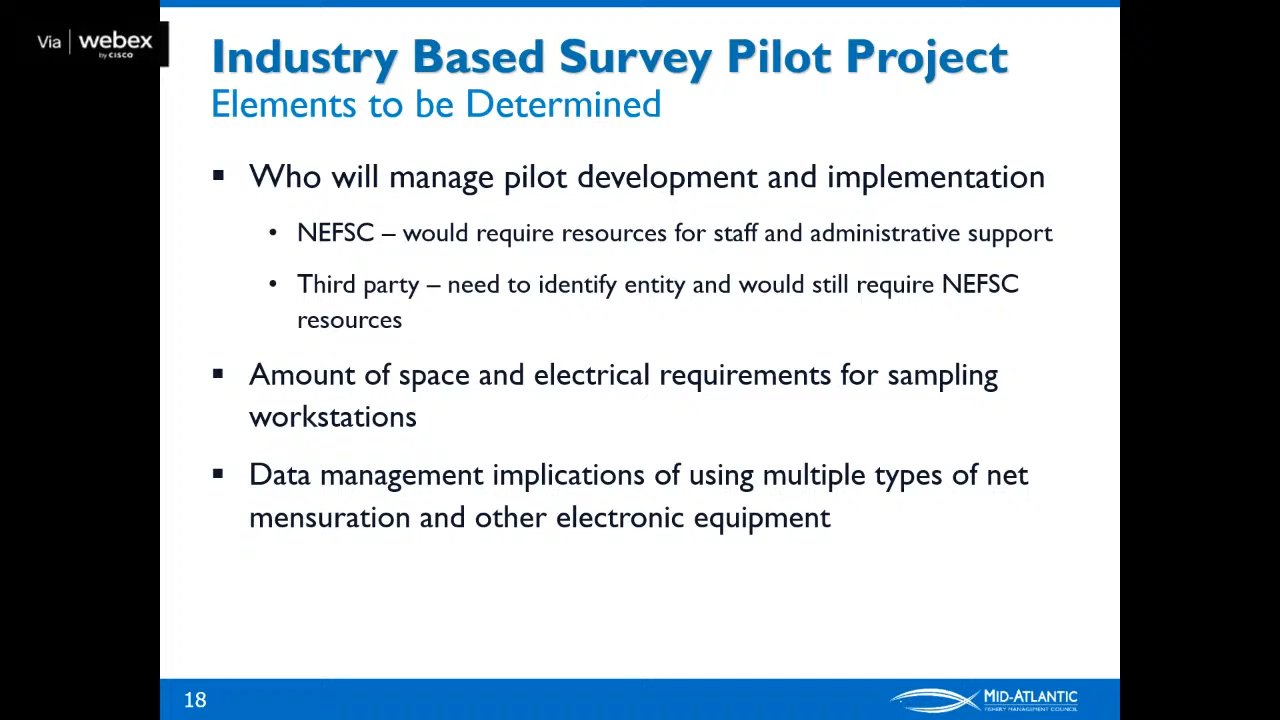 Via | webex
by CISCO
Industry Based Survey Pilot Project
Elements to be Determined
▪ Who will manage pilot development and implementation
• NEFSC – would require resources for staff and administrative support
• Third party – need to identify entity and would still require NEFSC
resources
▪ Amount of space and electrical requirements for sampling
workstations
▪ Data management implications of using multiple types of net
mensuration and other electronic equipment
18
MID-ATLANTIC
FISHERY MANAGEMENT COUNCIL